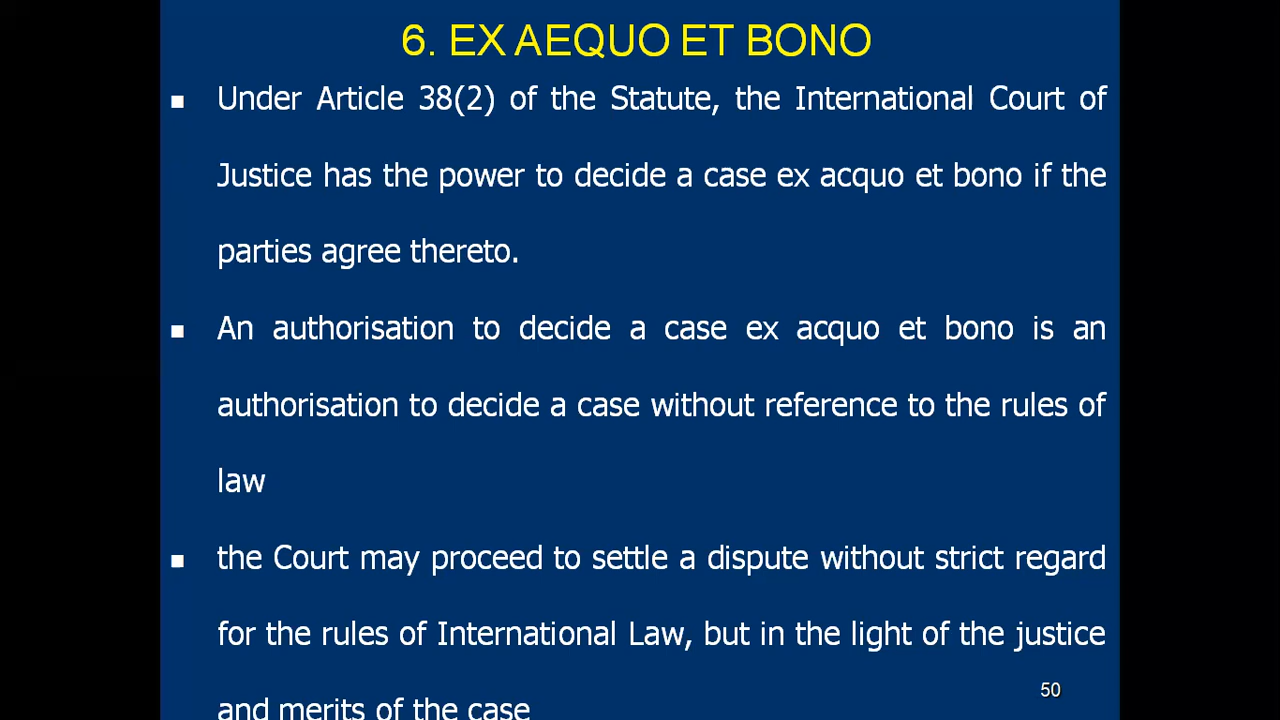 6. EX AEQUO ET BONO
Under Article 38(2) of the Statute, the International Court of
Justice has the power to decide a case ex acquo et bono if the
parties agree thereto.
An authorisation to decide a case ex acquo et bono is an
authorisation to decide a case without reference to the rules of
law
the Court may proceed to settle a dispute without strict regard
for the rules of International Law, but in the light of the justice
and merits of the case
50